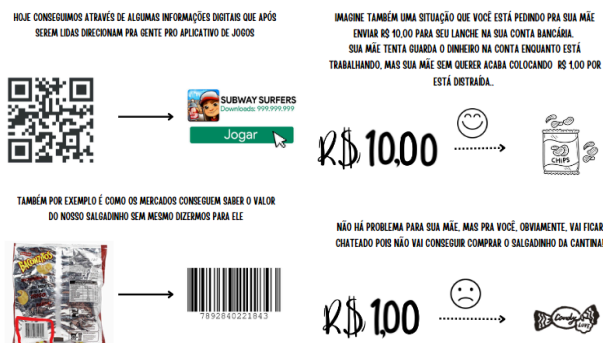 HOJE CONSEGUIMOS ATRAVÉS DE ALGUMAS INFORMAÇÕES DIGITAIS QUE APÓS
SEREM LIDAS DIRECIONAM PRA GENTE PRO APLICATIVO DE JOGOS
SUBWAY SURFERS
Downloads: 999.999.999
Jogar
TAMBÉM POR EXEMPLO É COMO OS MERCADOS CONSEGUEM SABER O VALOR
DO NOSSO SALGADINHO SEM MESMO DIZERMOS PARA ELE
BACONZITOS
7892840221843
IMAGINE TAMBÉM UMA SITUAÇÃO QUE VOCÊ ESTÁ PEDINDO PRA SUA MÃE
ENVIAR R$ 10,00 PARA SEU LANCHE NA SUA CONTA BANCÁRIA.
SUA MÃE TENTA GUARDA O DINHEIRO NA CONTA ENQUANTO ESTÁ
TRABALHANDO, MAS SUA MÃE SEM QUERER ACABA COLOCANDO R$ 1,00 POR
ESTÁ DISTRAÍDA..
R$ 10,00
CHIPS
NÃO HÁ PROBLEMA PARA SUA MÃE, MAS PRA VOCÊ, OBVIAMENTE, VAI FICAR
CHATEADO POIS NÃO VAI CONSEGUIR COMPRAR O SALGADINHO DA CANTINA!
R$ 1,00
Candy